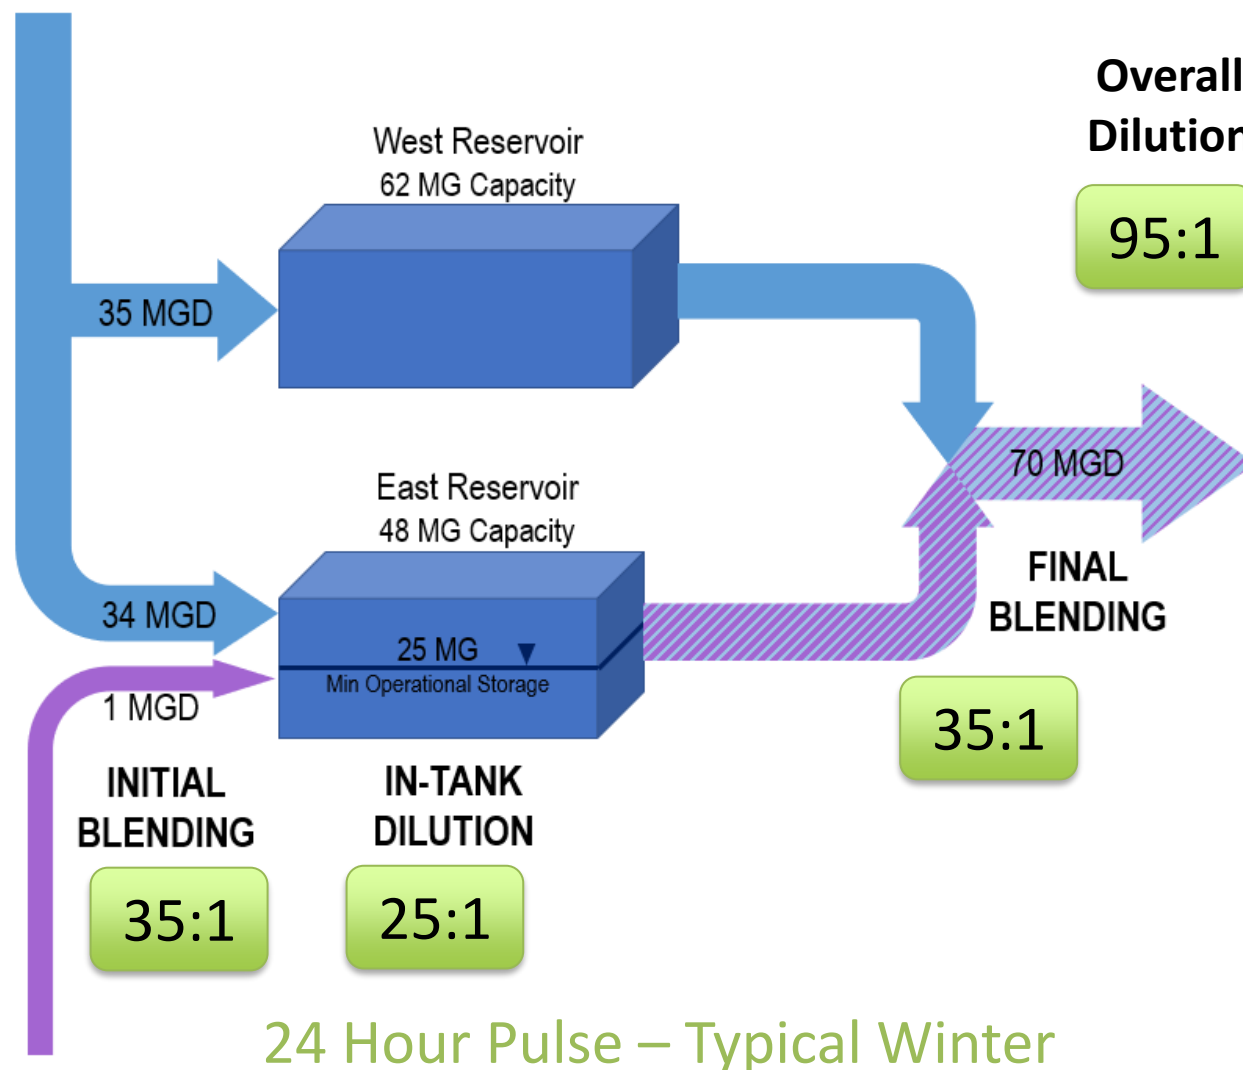 Overall
Dilution
95:1
West Reservoir
62 MG Capacity
35 MGD
70 MGD
East Reservoir
48 MG Capacity
34 MGD
25 MG
Min Operational Storage
1 MGD
FINAL
BLENDING
35:1
INITIAL
BLENDING
35:1
IN-TANK
DILUTION
25:1
24 Hour Pulse – Typical Winter